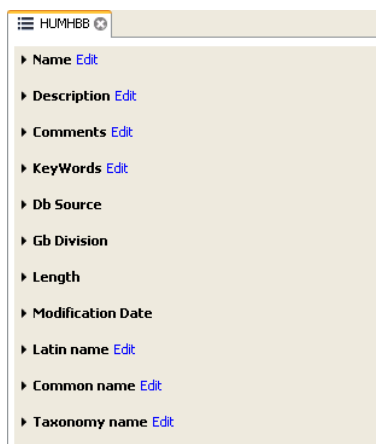 HUMHBB
Name Edit
Description Edit
Comments Edit
KeyWords Edit
Db Source
Gb Division
Length
Modification Date
Latin name Edit
Common name Edit
Taxonomy name Edit